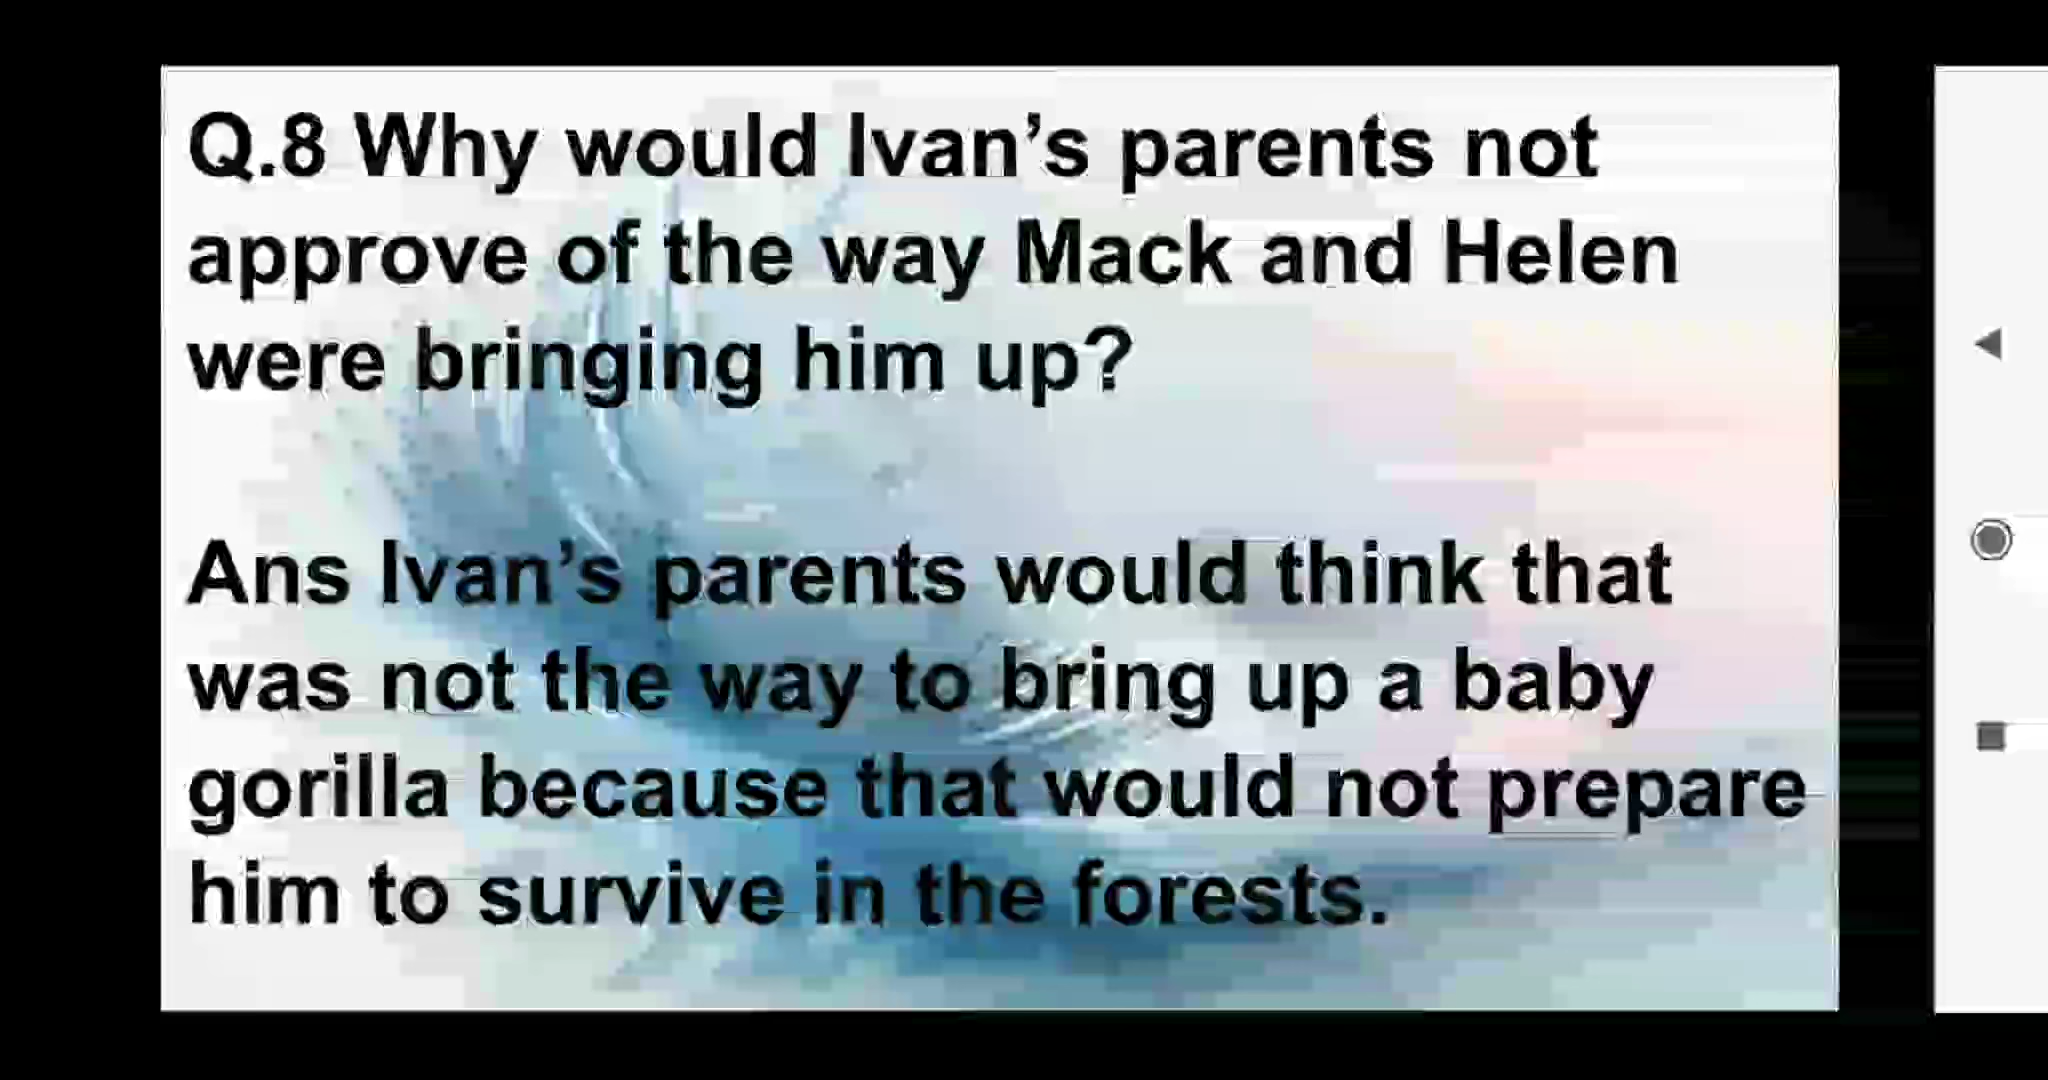 Q.8 Why would Ivan's parents not
approve of the way Mack and Helen
were bringing him up?
Ans Ivan's parents would think that
was not the way to bring up a baby
gorilla because that would not prepare
him to survive in the forests.